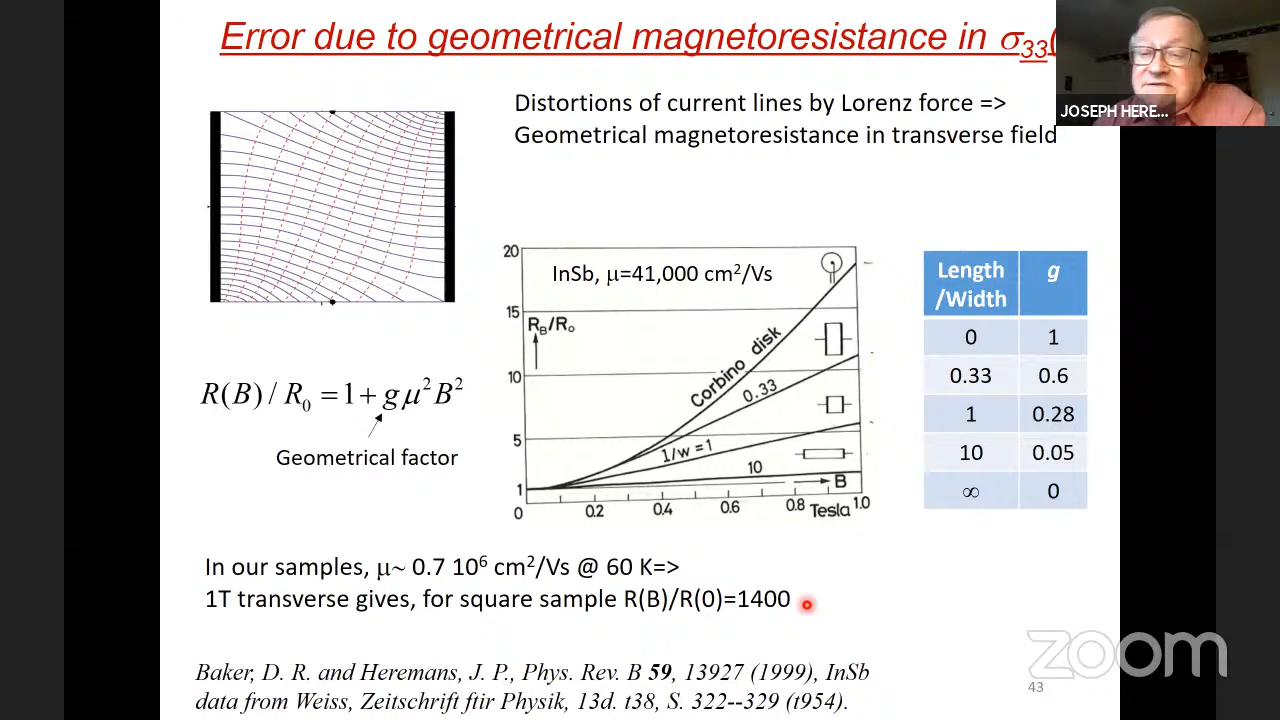 Error due to geometrical magnetoresistance in σ33(
JOSEPH HERE...
Distortions of current lines by Lorenz force =>
Geometrical magnetoresistance in transverse field
R(B) / R0 = 1 + gμ²B²
Geometrical factor
20
15
10
5
1
0
0.2
0.4
0.6
0.8
Tesla
1.0
InSb, μ=41,000 cm²/Vs
RB/R0
Corbino disk
0.33
1/w = 1
10
B
Length /Width g
0 1
0.33 0.6
1 0.28
10 0.05
∞ 0
In our samples, μ~ 0.7 10⁶ cm²/Vs @ 60 K=>
1T transverse gives, for square sample R(B)/R(0)=1400
Baker, D. R. and Heremans, J. P., Phys. Rev. B 59, 13927 (1999), InSb
data from Weiss, Zeitschrift ftir Physik, 13d. t38, S. 322--329 (t954).
zoom
43